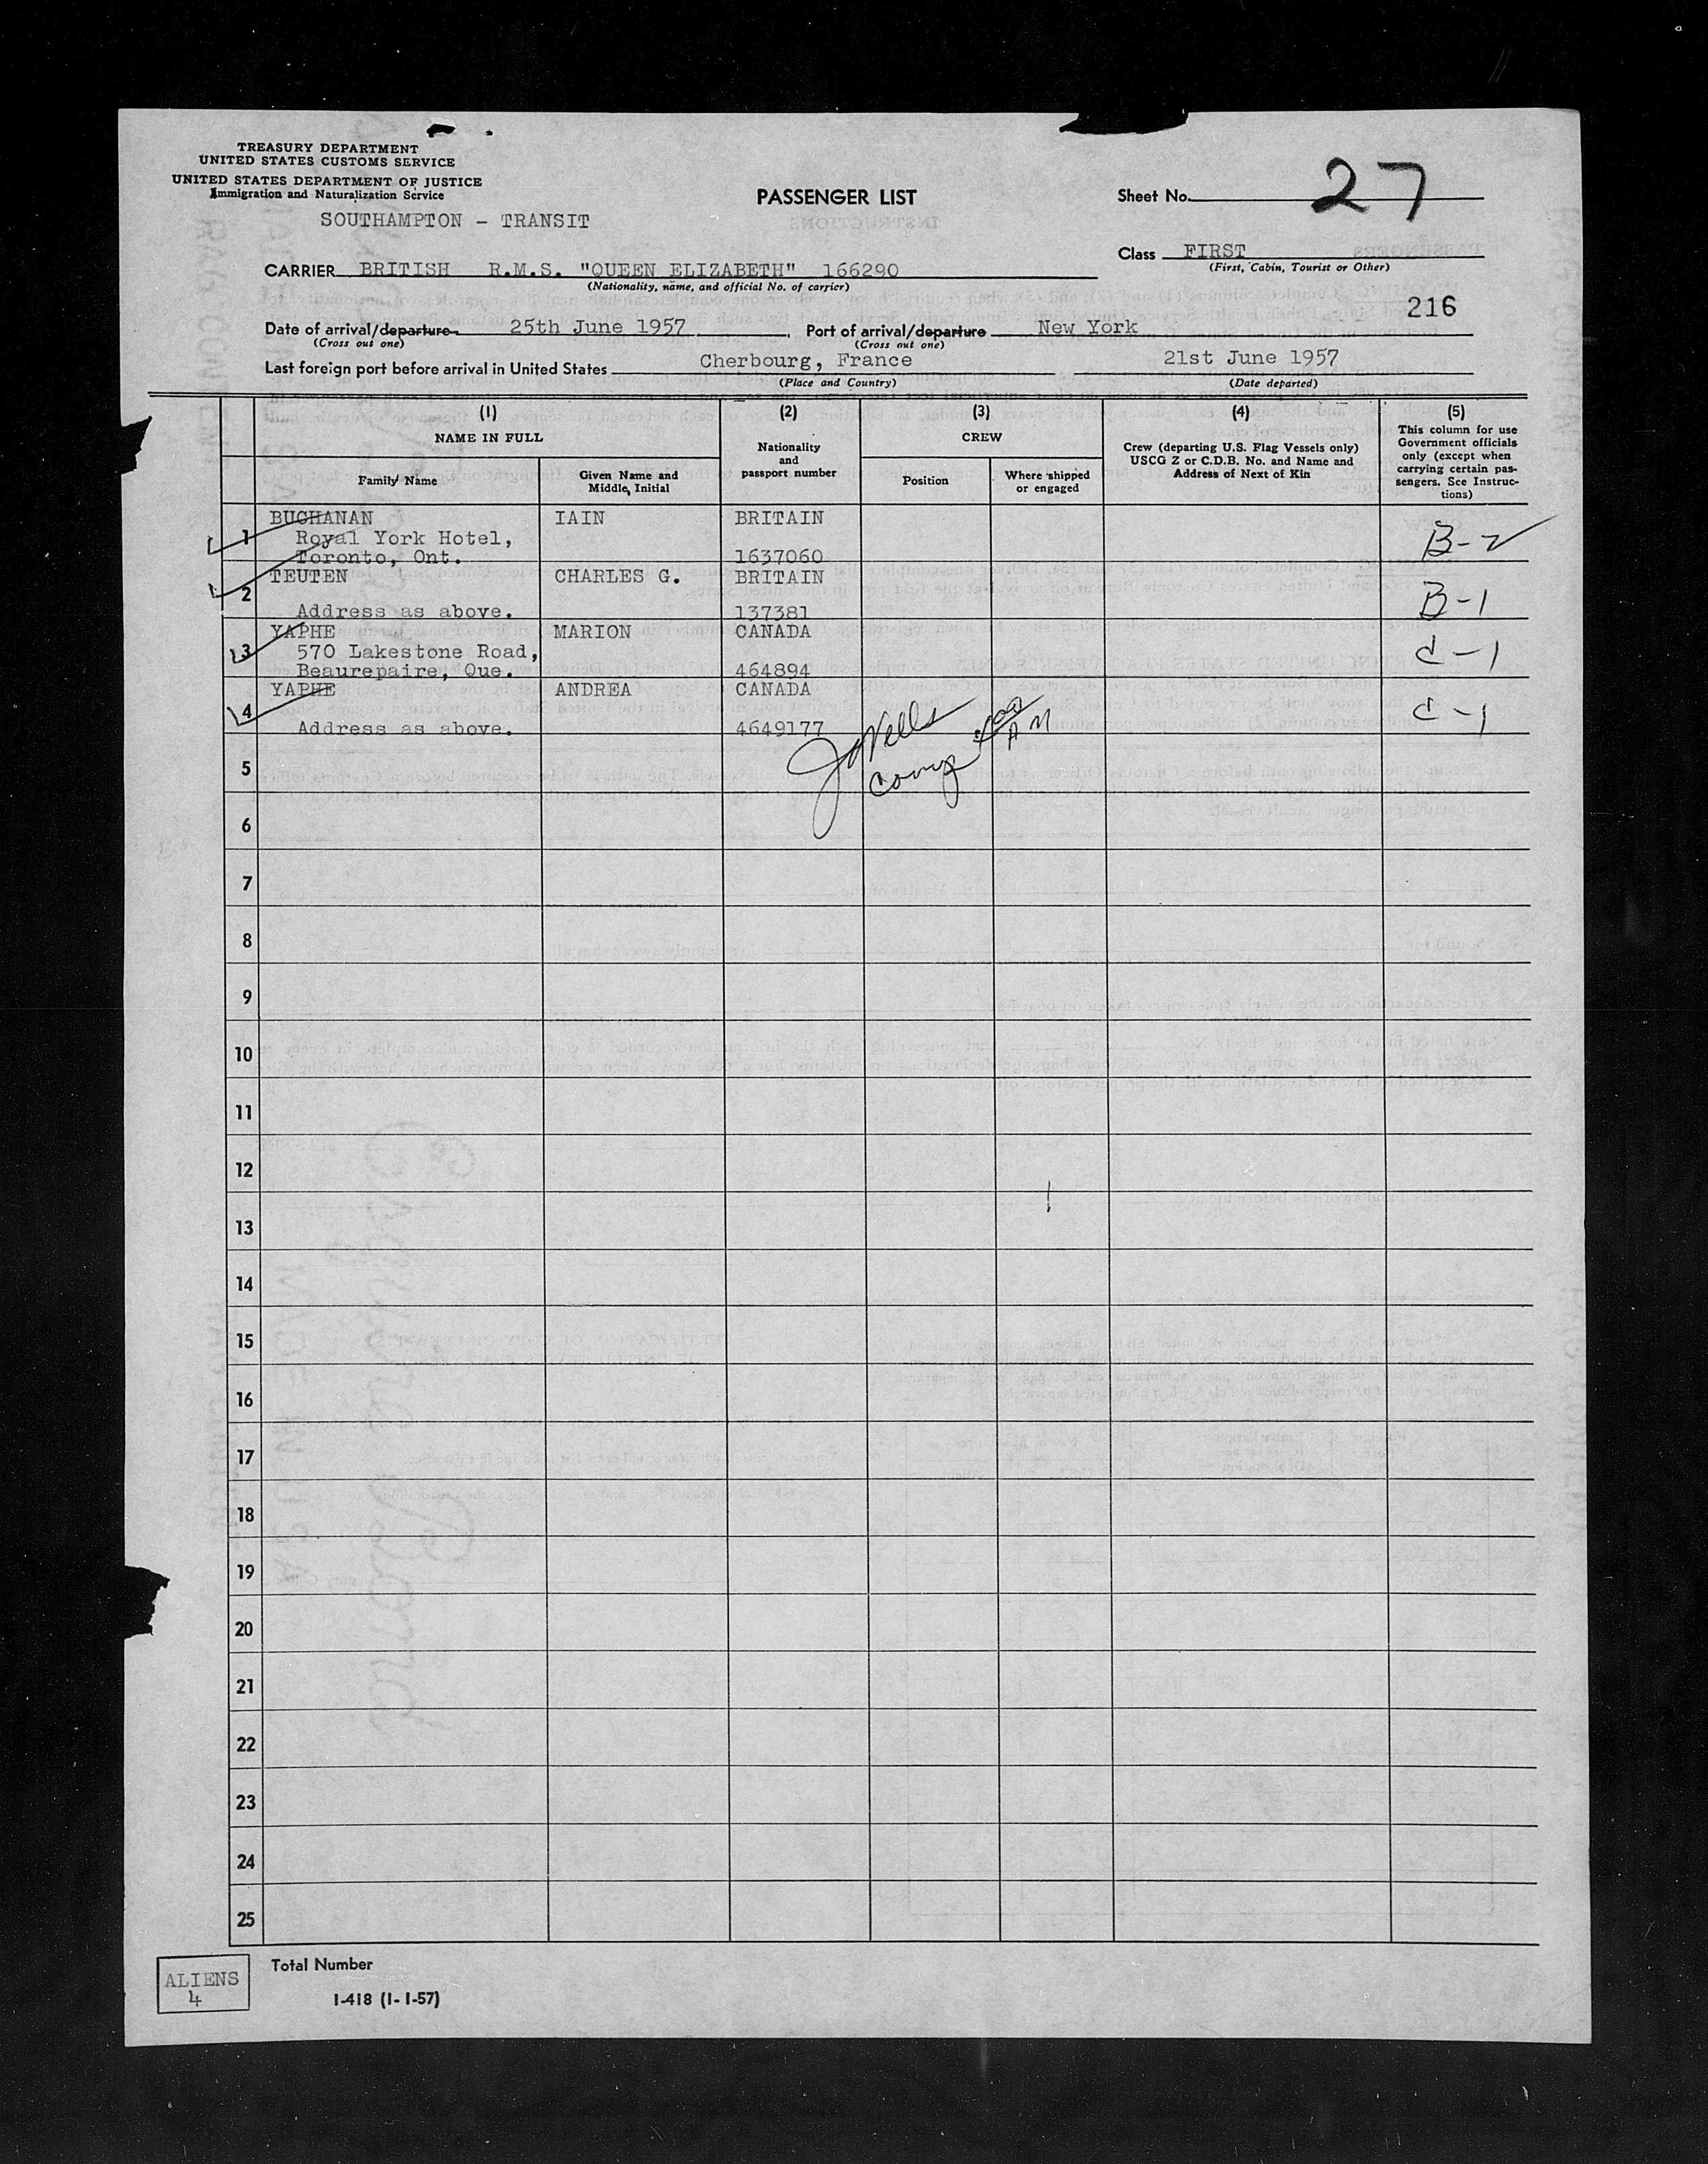 TREASURY DEPARTMENT
UNITED STATES CUSTOMS SERVICE
UNITED STATES DEPARTMENT OF JUSTICE
Immigration and Naturalization Service
SOUTHAMPTON - TRANSIT
PASSENGER LIST
Sheet No. 27
Class FIRST
(First, Cabin, Tourist or Other)
CARRIER BRITISH R.M.S. "QUEEN ELIZABETH" 166290
(Nationality, name, and official No. of carrier)
216
Date of arrival/departure 25th June 1957, Port of arrival/departure New York
(Cross out one) (Cross out one)
Last foreign port before arrival in United States Cherbourg, France 21st June 1957
(Place and Country) (Date departed)
(1) (2) (3) (4) (5)
NAME IN FULL
Family Name
Given Name and
Middle Initial
Nationality
and
passport number
CREW
Position
Where shipped
or engaged
Crew (departing U.S. Flag Vessels only)
USCG Z or C.D.B. No. and Name and
Address of Next of Kin
This column for use
Government officials
only (except when
carrying certain pas-
sengers. See Instruc-
tions)
BUCHANAN IAIN BRITAIN
1 Royal York Hotel, B-2
Toronto, Ont. 1637060
TEUTEN CHARLES G. BRITAIN
2 B-1
Address as above. 137381
YAPHE MARION CANADA
3 570 Lakestone Road, C-1
Beaurepaire, Que. 464894
YAPHE ANDREA CANADA
4 C-1
Address as above. 4649177
Comp AM
5
6
7
8
9
10
11
12
13
14
15
16
17
18
19
20
21
22
23
24
25
ALIENS
4
Total Number
I-418 (1-1-57)